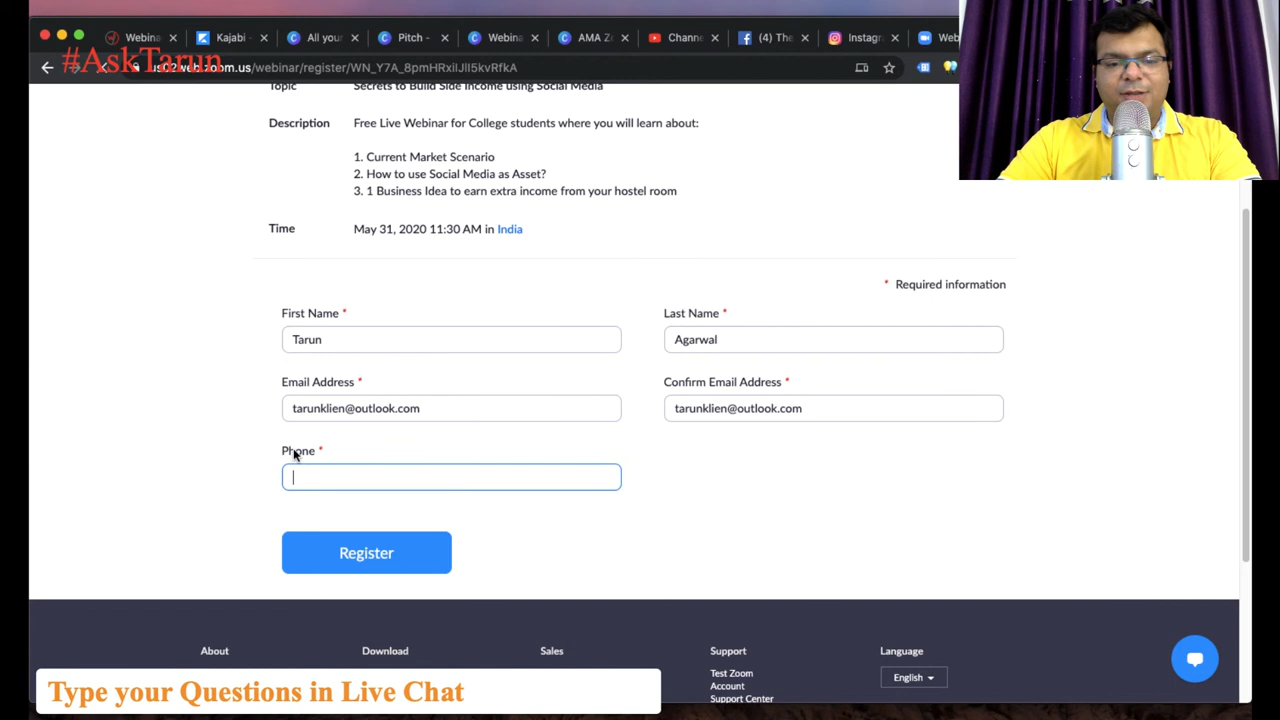 Webina
Kajabi -
All your
Pitch -
Webina
AMA Z
Channe
(4) The
Instagr
Web
#AskTarun
us02web.zoom.us/webinar/register/WN_Y7A_8pmHRxilJlI5kvRfkA
Topic
Secrets to Build Side Income using Social Media
Description
Free Live Webinar for College students where you will learn about:
1. Current Market Scenario
2. How to use Social Media as Asset?
3. 1 Business Idea to earn extra income from your hostel room
Time
May 31, 2020 11:30 AM in India
* Required information
First Name *
Last Name *
Tarun
Agarwal
Email Address *
Confirm Email Address *
tarunklien@outlook.com
tarunklien@outlook.com
Phone *
Register
About
Download
Sales
Support
Language
Test Zoom
English
Account
Support Center
Type your Questions in Live Chat